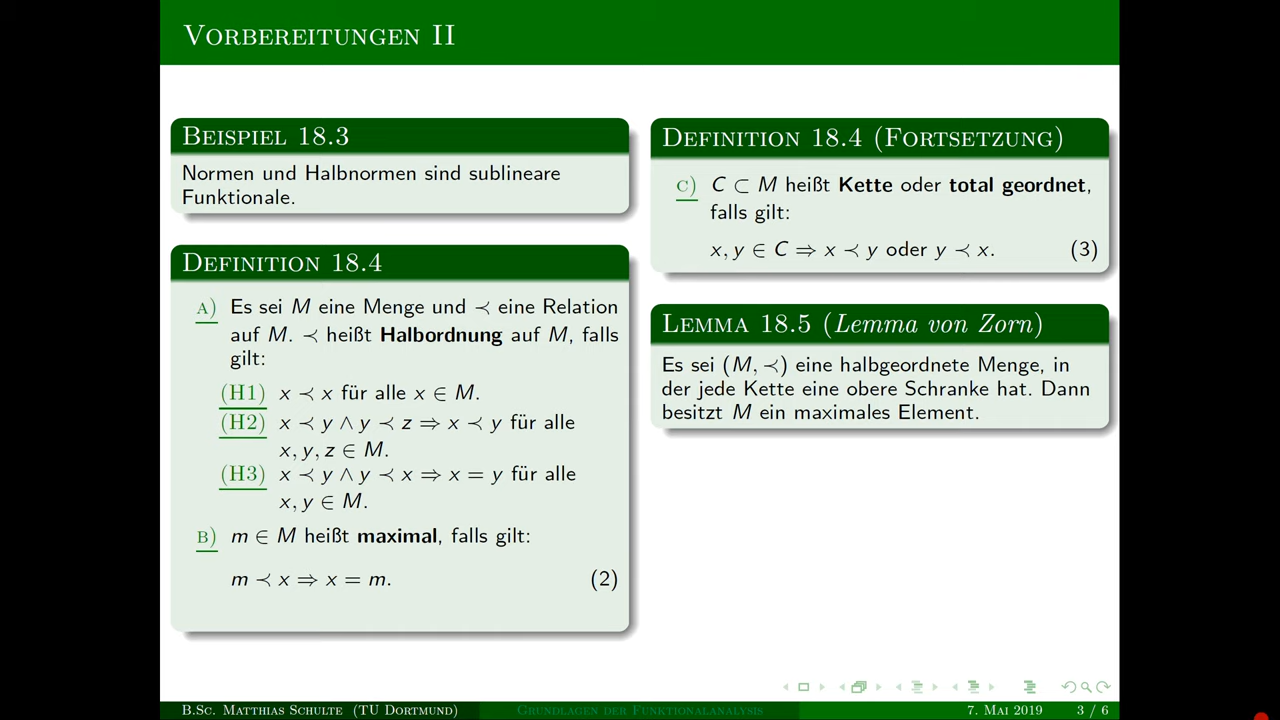 Vorbereitungen II
Beispiel 18.3
Normen und Halbnormen sind sublineare
Funktionale.
Definition 18.4
a) Es sei M eine Menge und ≺ eine Relation
auf M. ≺ heißt Halbordnung auf M, falls
gilt:
(H1) x ≺ x für alle x ∈ M.
(H2) x ≺ y ∧ y ≺ z ⇒ x ≺ y für alle
x, y, z ∈ M.
(H3) x ≺ y ∧ y ≺ x ⇒ x = y für alle
x, y ∈ M.
b) m ∈ M heißt maximal, falls gilt:
m ≺ x ⇒ x = m. (2)
Definition 18.4 (Fortsetzung)
c) C ⊂ M heißt Kette oder total geordnet,
falls gilt:
x, y ∈ C ⇒ x ≺ y oder y ≺ x. (3)
Lemma 18.5 (Lemma von Zorn)
Es sei (M, ≺) eine halbgeordnete Menge, in
der jede Kette eine obere Schranke hat. Dann
besitzt M ein maximales Element.
B.Sc. Matthias Schulte (TU Dortmund) Grundlagen der Funktionalanalysis 7. Mai 2019 3 / 6